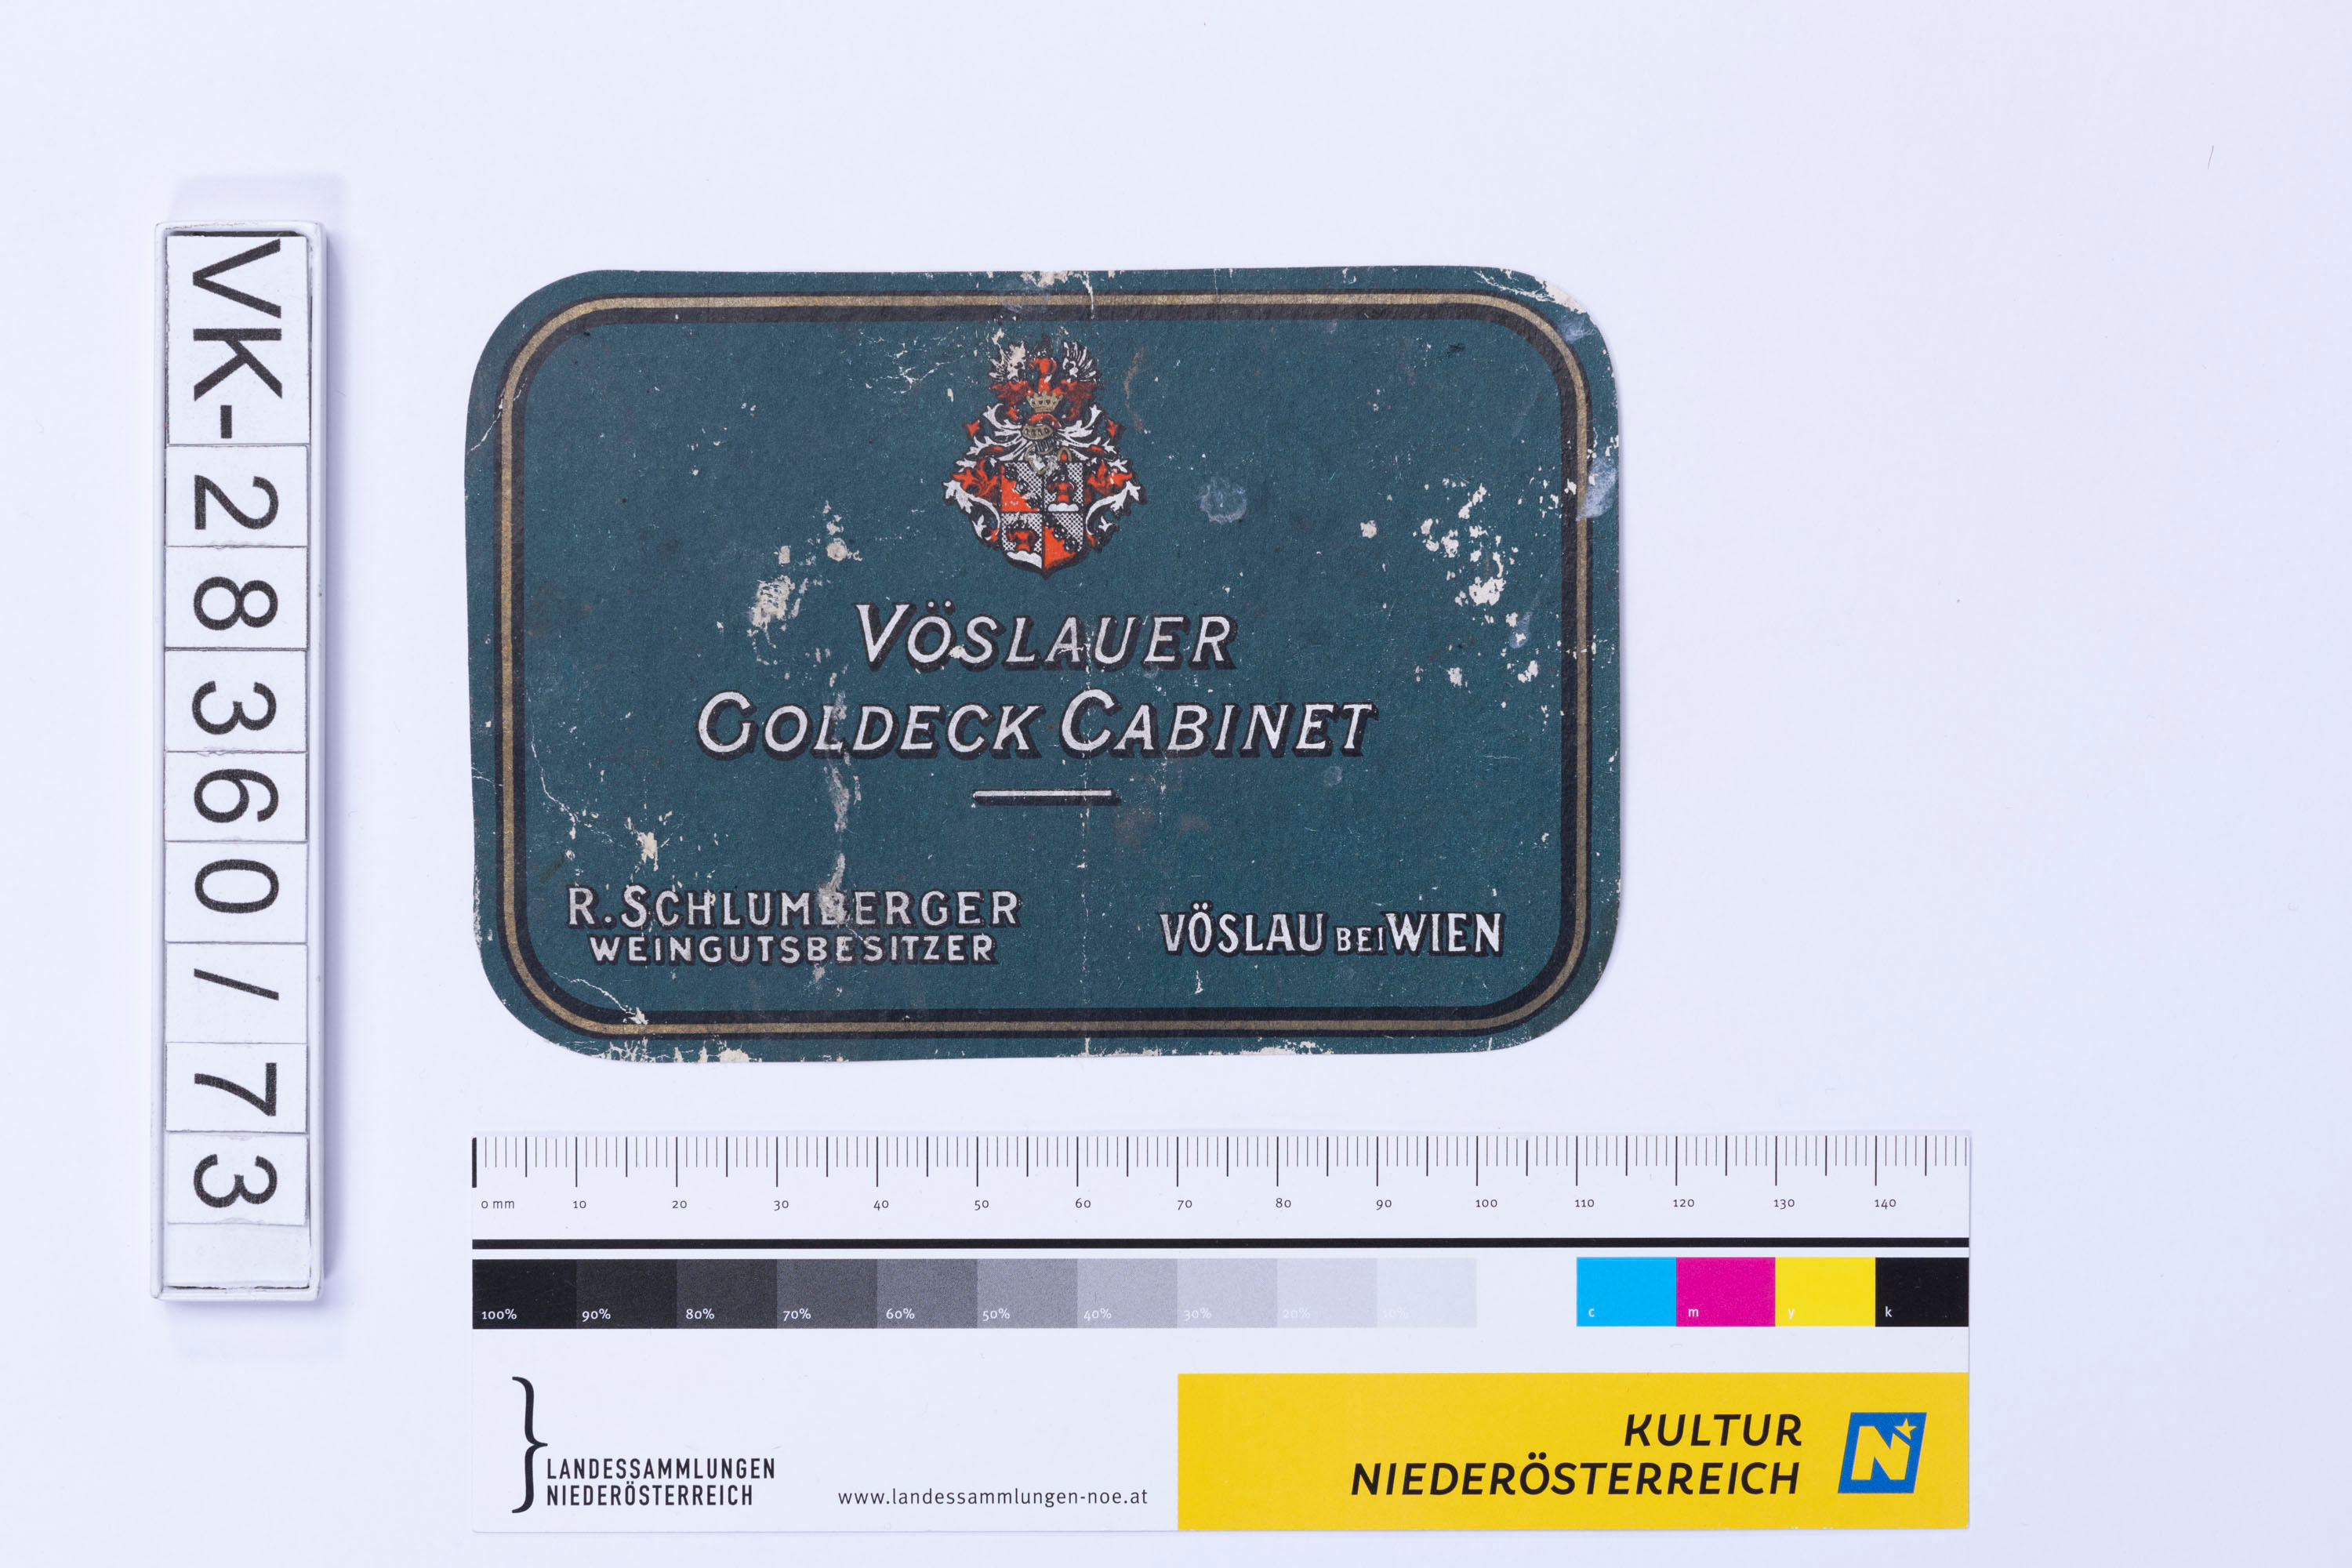 VK-28360/73
VÖSLAUER
GOLDECK CABINET
R. SCHLUMBERGER
WEINGUTSBESITZER
VÖSLAU BEI WIEN
0 mm 10 20 30 40 50 60 70 80 90 100 110 120 130 140
100% 90% 80% 70% 60% 50% 40% 30% 20% 10% c m y k
LANDESSAMMLUNGEN
NIEDERÖSTERREICH
www.landessammlungen-noe.at
KULTUR
NIEDERÖSTERREICH
N